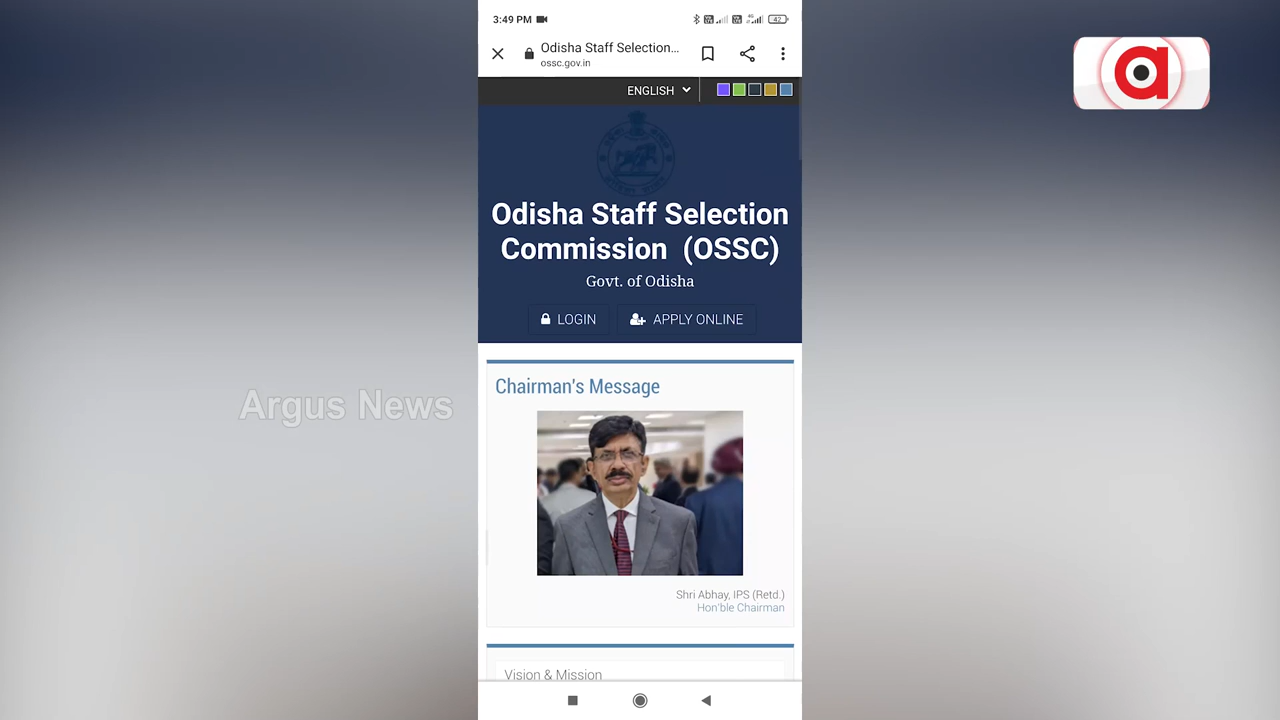 3:49 PM
42
Odisha Staff Selection...
ossc.gov.in
ENGLISH
Odisha Staff Selection
Commission (OSSC)
Govt. of Odisha
LOGIN
APPLY ONLINE
Chairman's Message
Argus News
Shri Abhay, IPS (Retd.)
Hon'ble Chairman
Vision & Mission
a